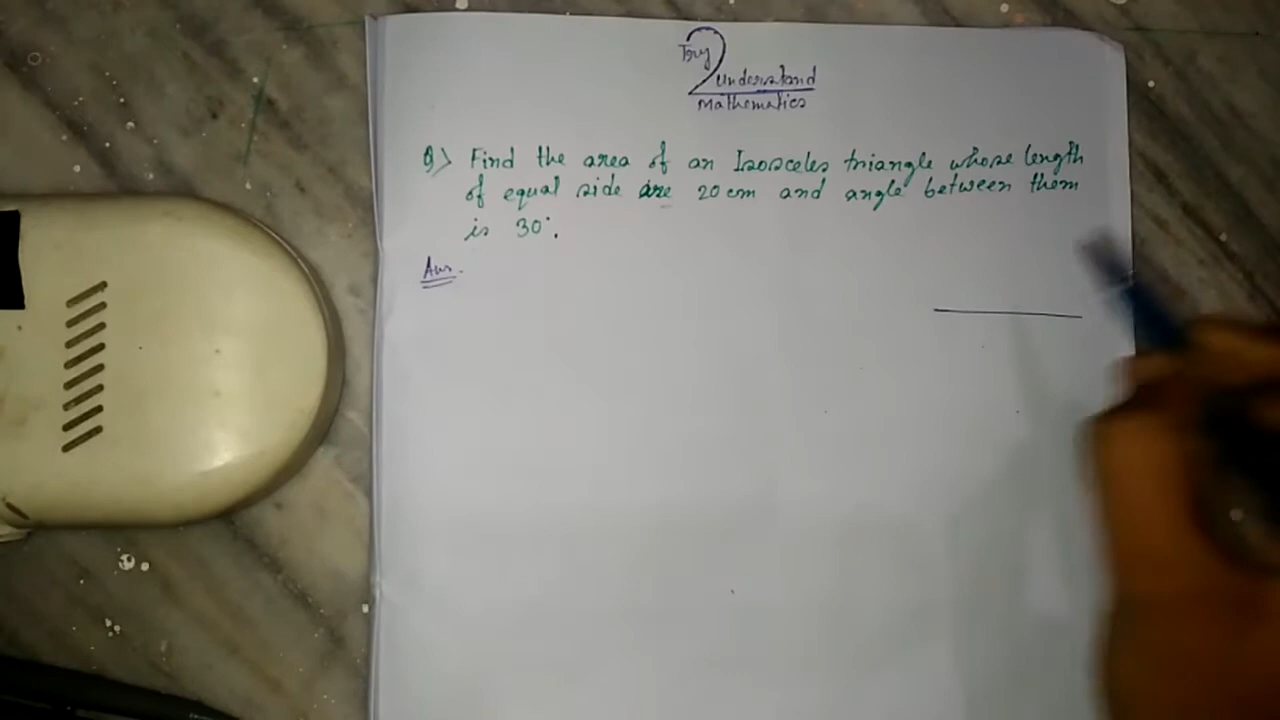 Try 2
understand
Mathematics
Q) Find the area of an Isosceles triangle whose length
of equal side are 20 cm and angle between them
is 30°.
Ans.